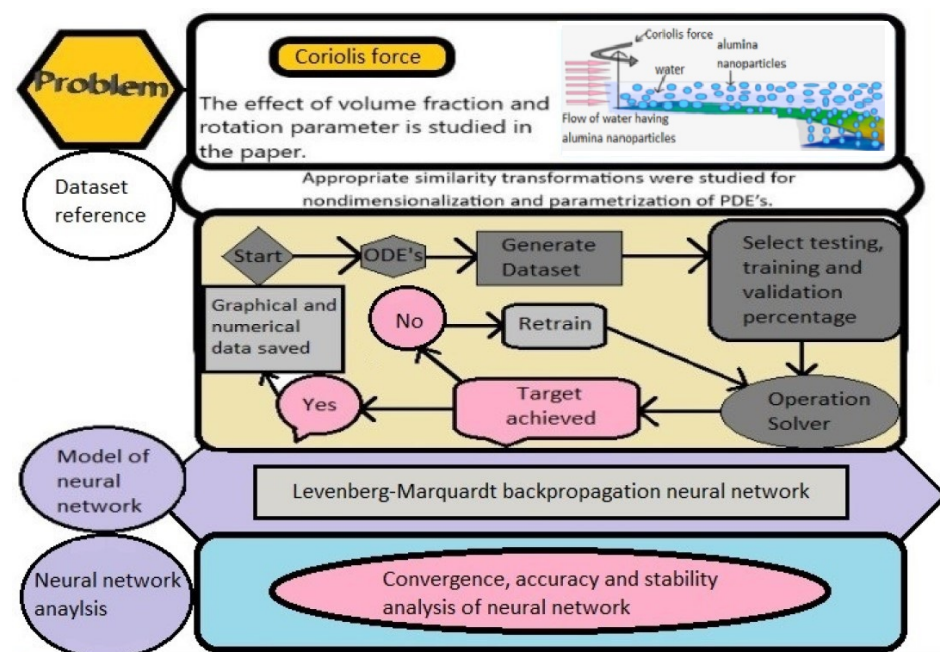 Problem
Coriolis force
The effect of volume fraction and
rotation parameter is studied in
the paper.
Coriolis force
alumina
nanoparticles
water
Flow of water having
alumina nanoparticles
Dataset
reference
Appropriate similarity transformations were studied for
nondimensionalization and parametrization of PDE's.
Start
ODE's
Generate
Dataset
Select testing,
training and
validation
percentage
Graphical and
numerical
data saved
No
Retrain
Yes
Target
achieved
Operation
Solver
Model of
neural
network
Levenberg-Marquardt backpropagation neural network
Neural network
anaylsis
Convergence, accuracy and stability
analysis of neural network